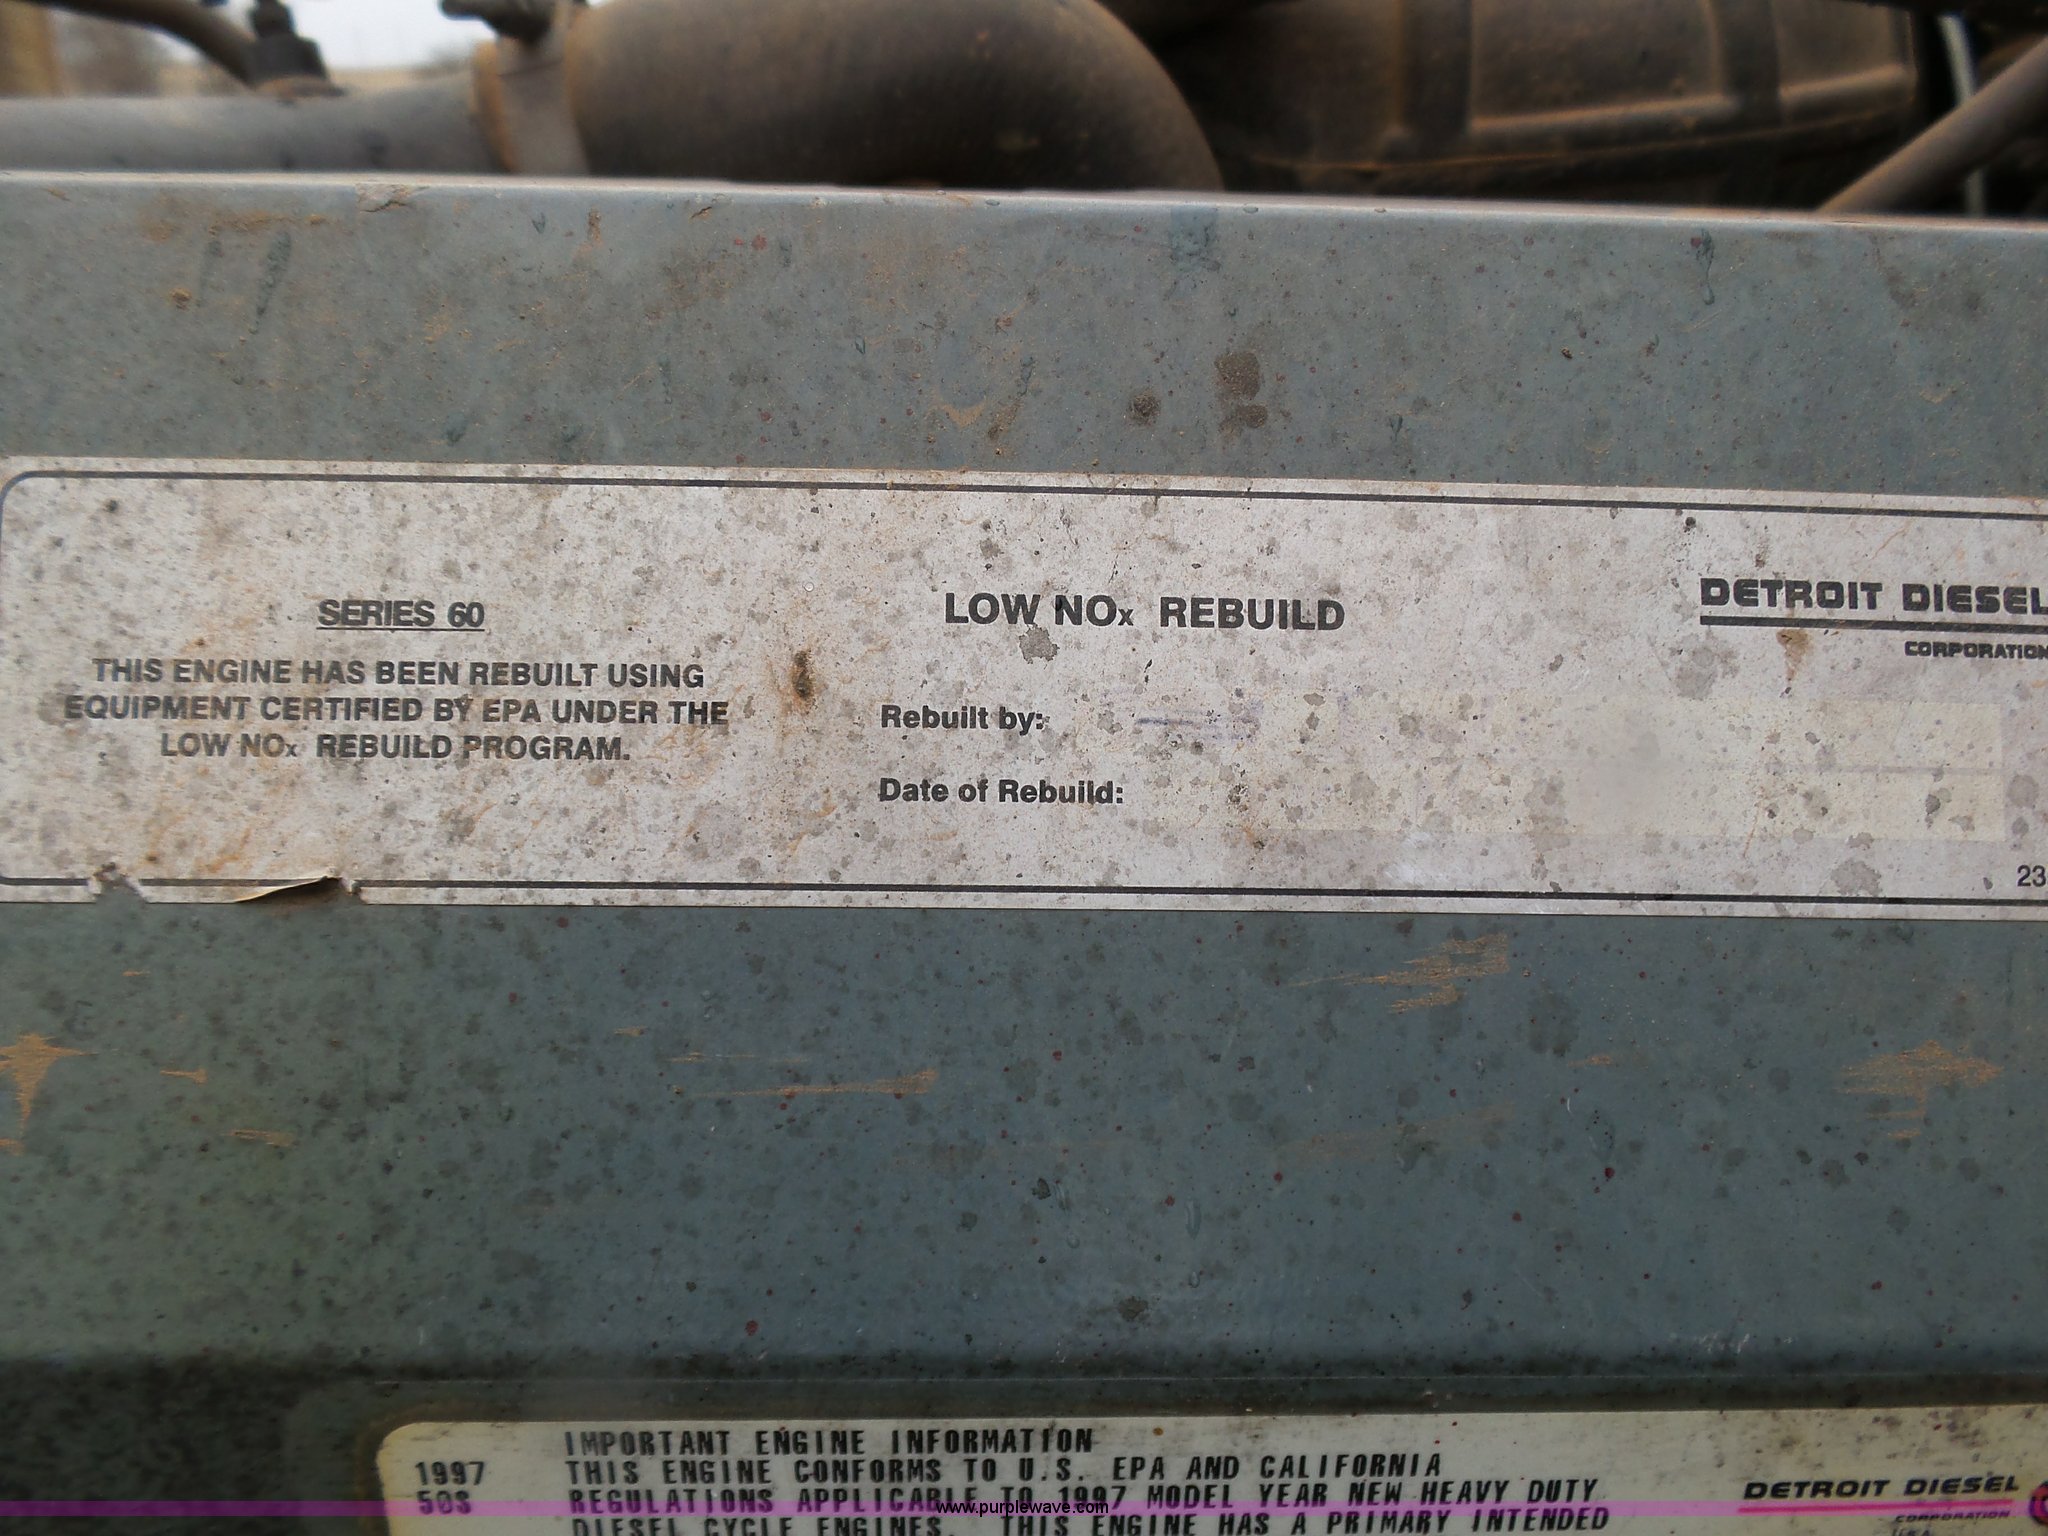 SERIES 60
THIS ENGINE HAS BEEN REBUILT USING
EQUIPMENT CERTIFIED BY EPA UNDER THE
LOW NOx REBUILD PROGRAM.
LOW NOx REBUILD
Rebuilt by:
Date of Rebuild:
DETROIT DIESEL
CORPORATION
23
1997
50S
IMPORTANT ENGINE INFORMATION
THIS ENGINE CONFORMS TO U.S. EPA AND CALIFORNIA
REGULATIONS APPLICABLE TO 1997 MODEL YEAR NEW HEAVY DUTY
DIESEL CYCLE ENGINES. THIS ENGINE HAS A PRIMARY INTENDED
DETROIT DIESEL
CORPORATION
www.purplewave.com